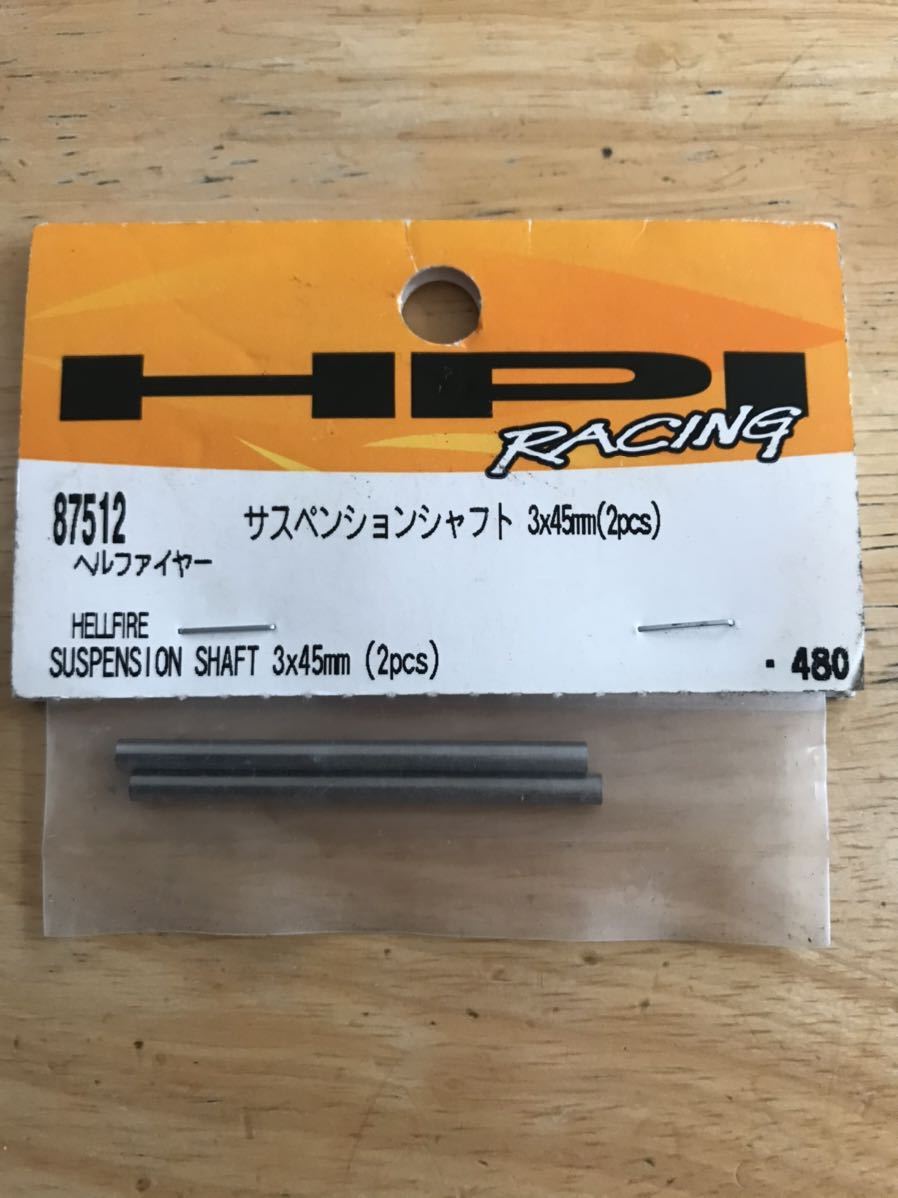 HPI
RACING
87512 サスペンションシャフト 3x45mm(2pcs)
ヘルファイヤー
HELLFIRE
SUSPENSION SHAFT 3x45mm (2pcs)
· 480